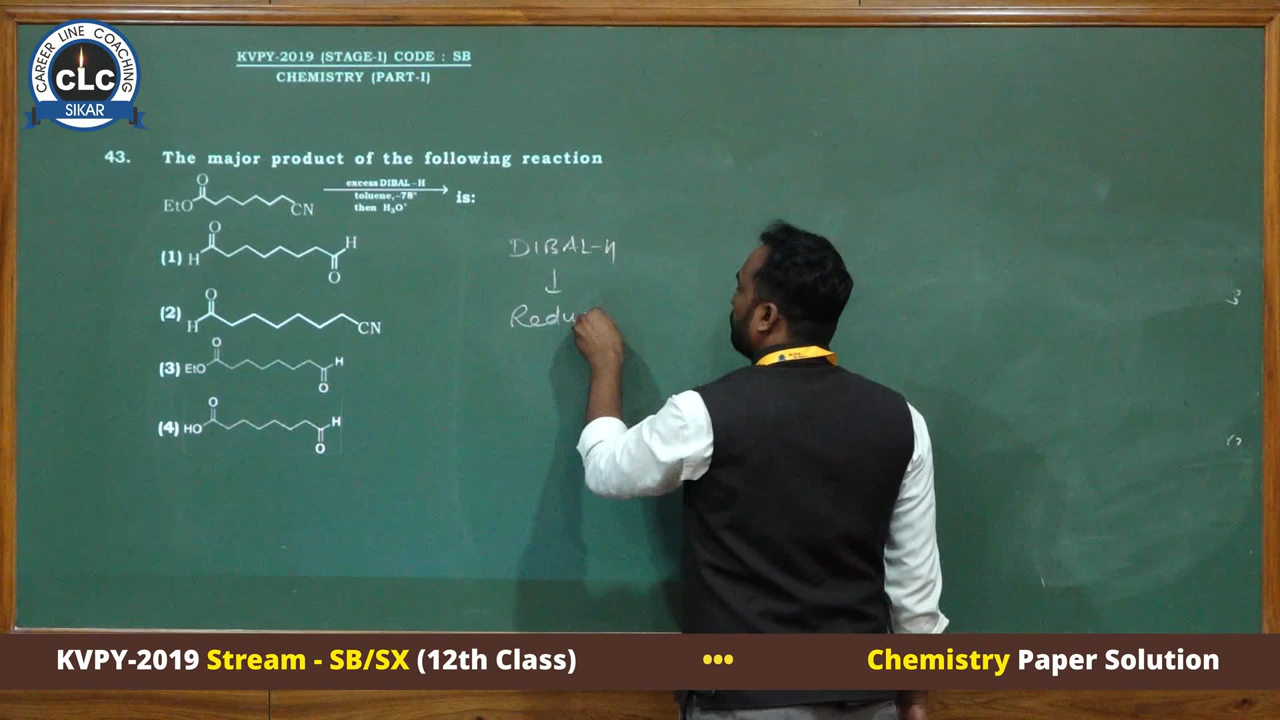 CAREER LINE COACHING
CLC
SIKAR
KVPY-2019 (STAGE-I) CODE : SB
CHEMISTRY (PART-I)
43. The major product of the following reaction
O
EtO CN
excess DIBAL-H
toluene,-78°
then H₃O⁺
is:
(1) H O H O
(2) H O CN
(3) EtO O H O
(4) HO O H O
DIBAL-H
↓
Redu
3
KVPY-2019 Stream - SB/SX (12th Class) ••• Chemistry Paper Solution